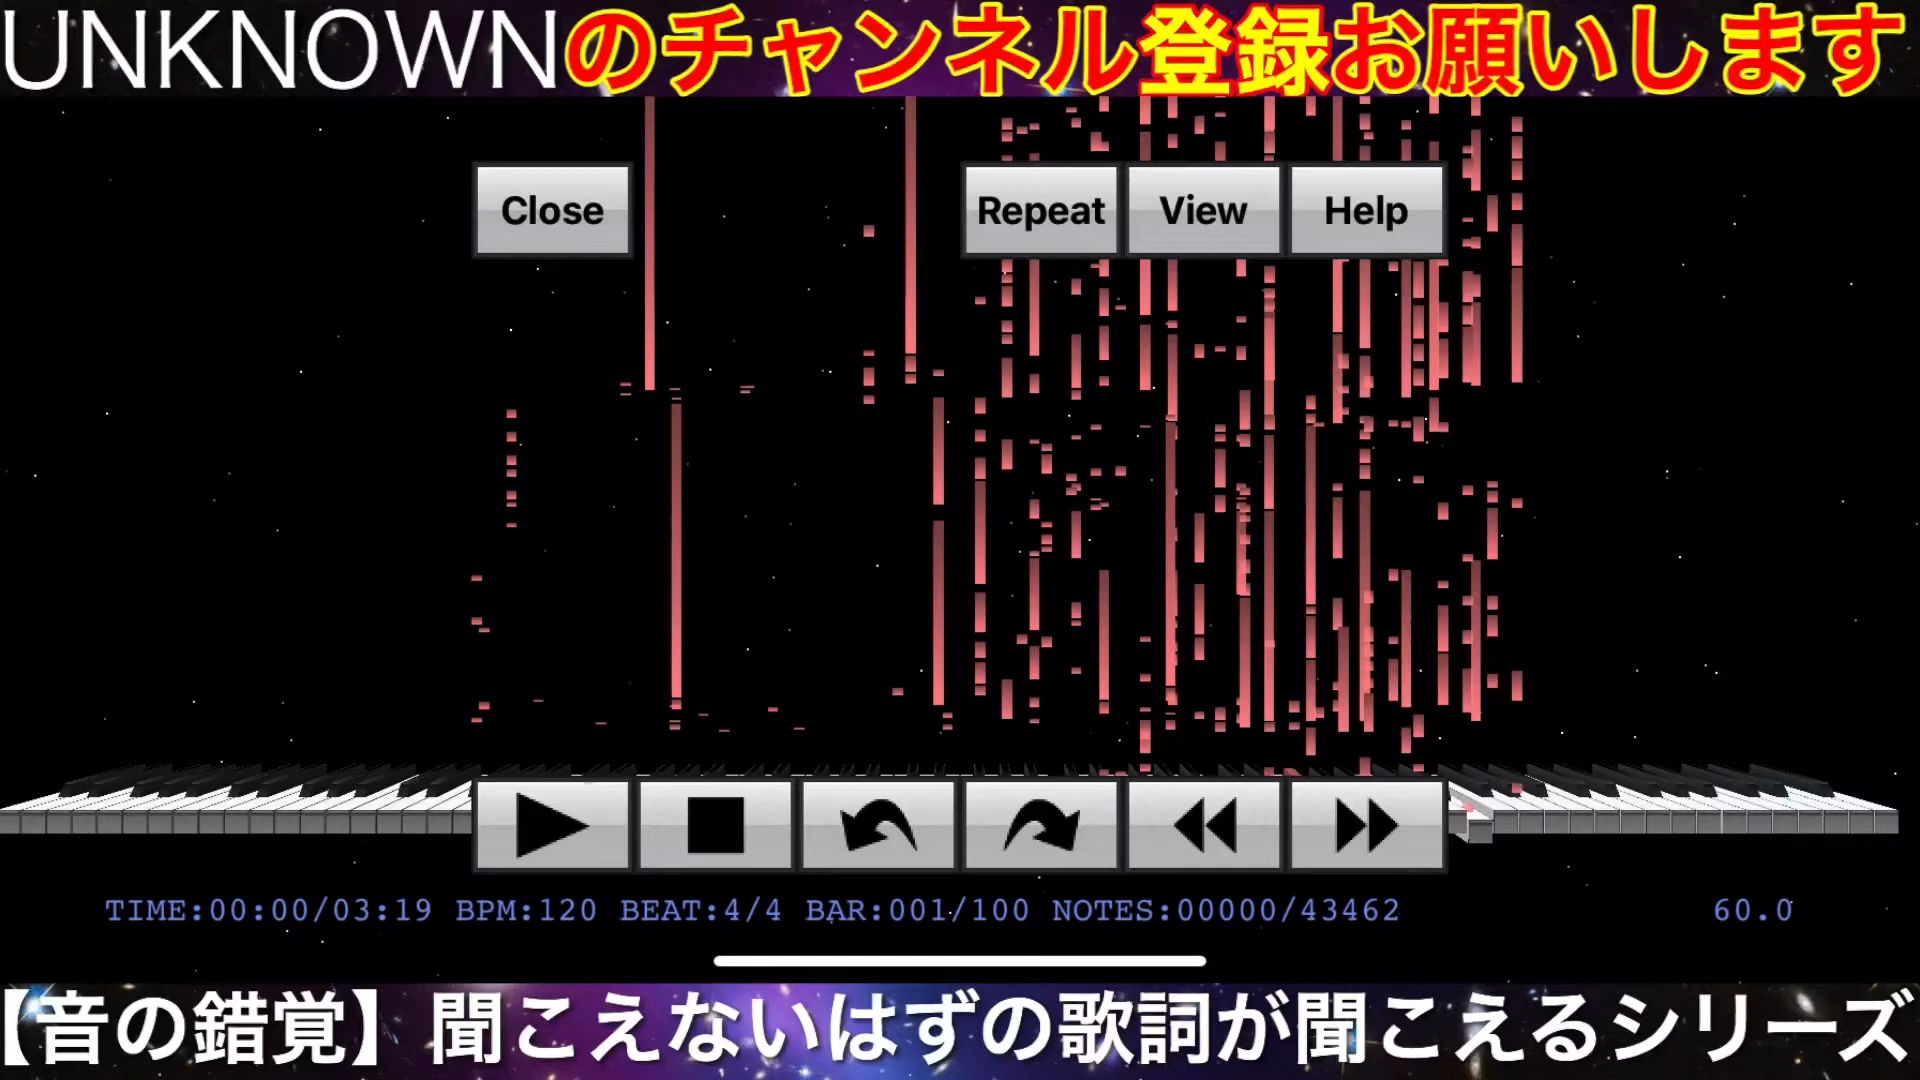 UNKNOWNのチャンネル登録お願いします
Close
Repeat
View
Help
TIME:00:00/03:19 BPM:120 BEAT:4/4 BAR:001/100 NOTES:00000/43462
60.0
【音の錯覚】聞こえないはずの歌詞が聞こえるシリーズ